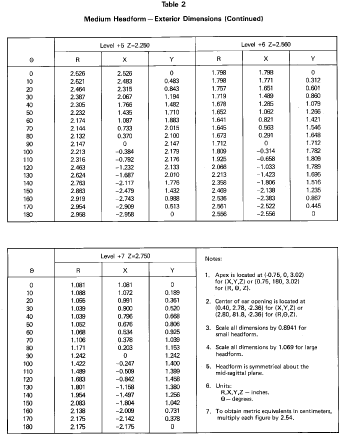 Table 2
Medium Headform — Exterior Dimensions (Continued)
Level +5 Z=2.250 Level +6 Z=2.560
Θ R X Y R X Y
0 2.526 2.526 0 1.798 1.798 0
10 2.521 2.483 0.483 1.798 1.771 0.312
20 2.464 2.315 0.843 1.757 1.651 0.601
30 2.387 2.067 1.194 1.719 1.489 0.860
40 2.305 1.766 1.482 1.678 1.285 1.079
50 2.232 1.435 1.710 1.652 1.062 1.266
60 2.174 1.087 1.883 1.641 0.821 1.421
70 2.144 0.733 2.015 1.645 0.563 1.546
80 2.132 0.370 2.100 1.673 0.291 1.648
90 2.147 0 2.147 1.712 0 1.712
100 2.213 −0.384 2.179 1.809 −0.314 1.782
110 2.316 −0.792 2.176 1.925 −0.658 1.809
120 2.463 −1.232 2.133 2.066 −1.033 1.789
130 2.624 −1.687 2.010 2.213 −1.423 1.695
140 2.763 −2.117 1.776 2.358 −1.806 1.516
150 2.863 −2.479 1.432 2.469 −2.138 1.235
160 2.919 −2.743 0.998 2.536 −2.383 0.867
170 2.954 −2.909 0.513 2.561 −2.522 0.445
180 2.958 −2.958 0 2.556 −2.556 0
Level +7 Z=2.750
Θ R X Y
0 1.081 1.081 0
10 1.088 1.072 0.189
20 1.055 0.991 0.361
30 1.039 0.900 0.520
40 1.039 0.796 0.668
50 1.052 0.676 0.806
60 1.068 0.534 0.925
70 1.106 0.378 1.039
80 1.171 0.203 1.153
90 1.242 0 1.242
100 1.422 −0.247 1.400
110 1.489 −0.509 1.399
120 1.683 −0.842 1.458
130 1.801 −1.158 1.380
140 1.954 −1.497 1.256
150 2.083 −1.804 1.042
160 2.138 −2.009 0.731
170 2.175 −2.142 0.378
180 2.175 −2.175 0
Notes:
1. Apex is located at (-0.75, 0, 3.02)
for (X,Y,Z) or (0.75, 180, 3.02)
for (R, Θ, Z).
2. Center of ear opening is located at
(0.40, 2.78, -2.36) for (X,Y,Z) or
(2.80, 81.8, -2.36) for (R,Θ,Z).
3. Scale all dimensions by 0.8941 for
small headform.
4. Scale all dimensions by 1.069 for large
headform.
5. Headform is symmetrical about the
mid-sagittal plane.
6. Units:
R,X,Y,Z — inches.
Θ — degrees.
7. To obtain metric equivalents in centimeters,
multiply each figure by 2.54.